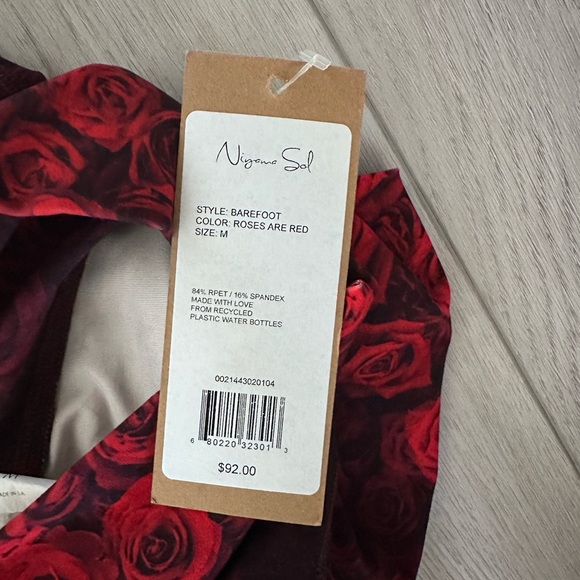 Niyama Sol
STYLE: BAREFOOT
COLOR: ROSES ARE RED
SIZE: M
84% RPET / 16% SPANDEX
MADE WITH LOVE
FROM RECYCLED
PLASTIC WATER BOTTLES
0021443020104
6 80220 32301 3
$92.00